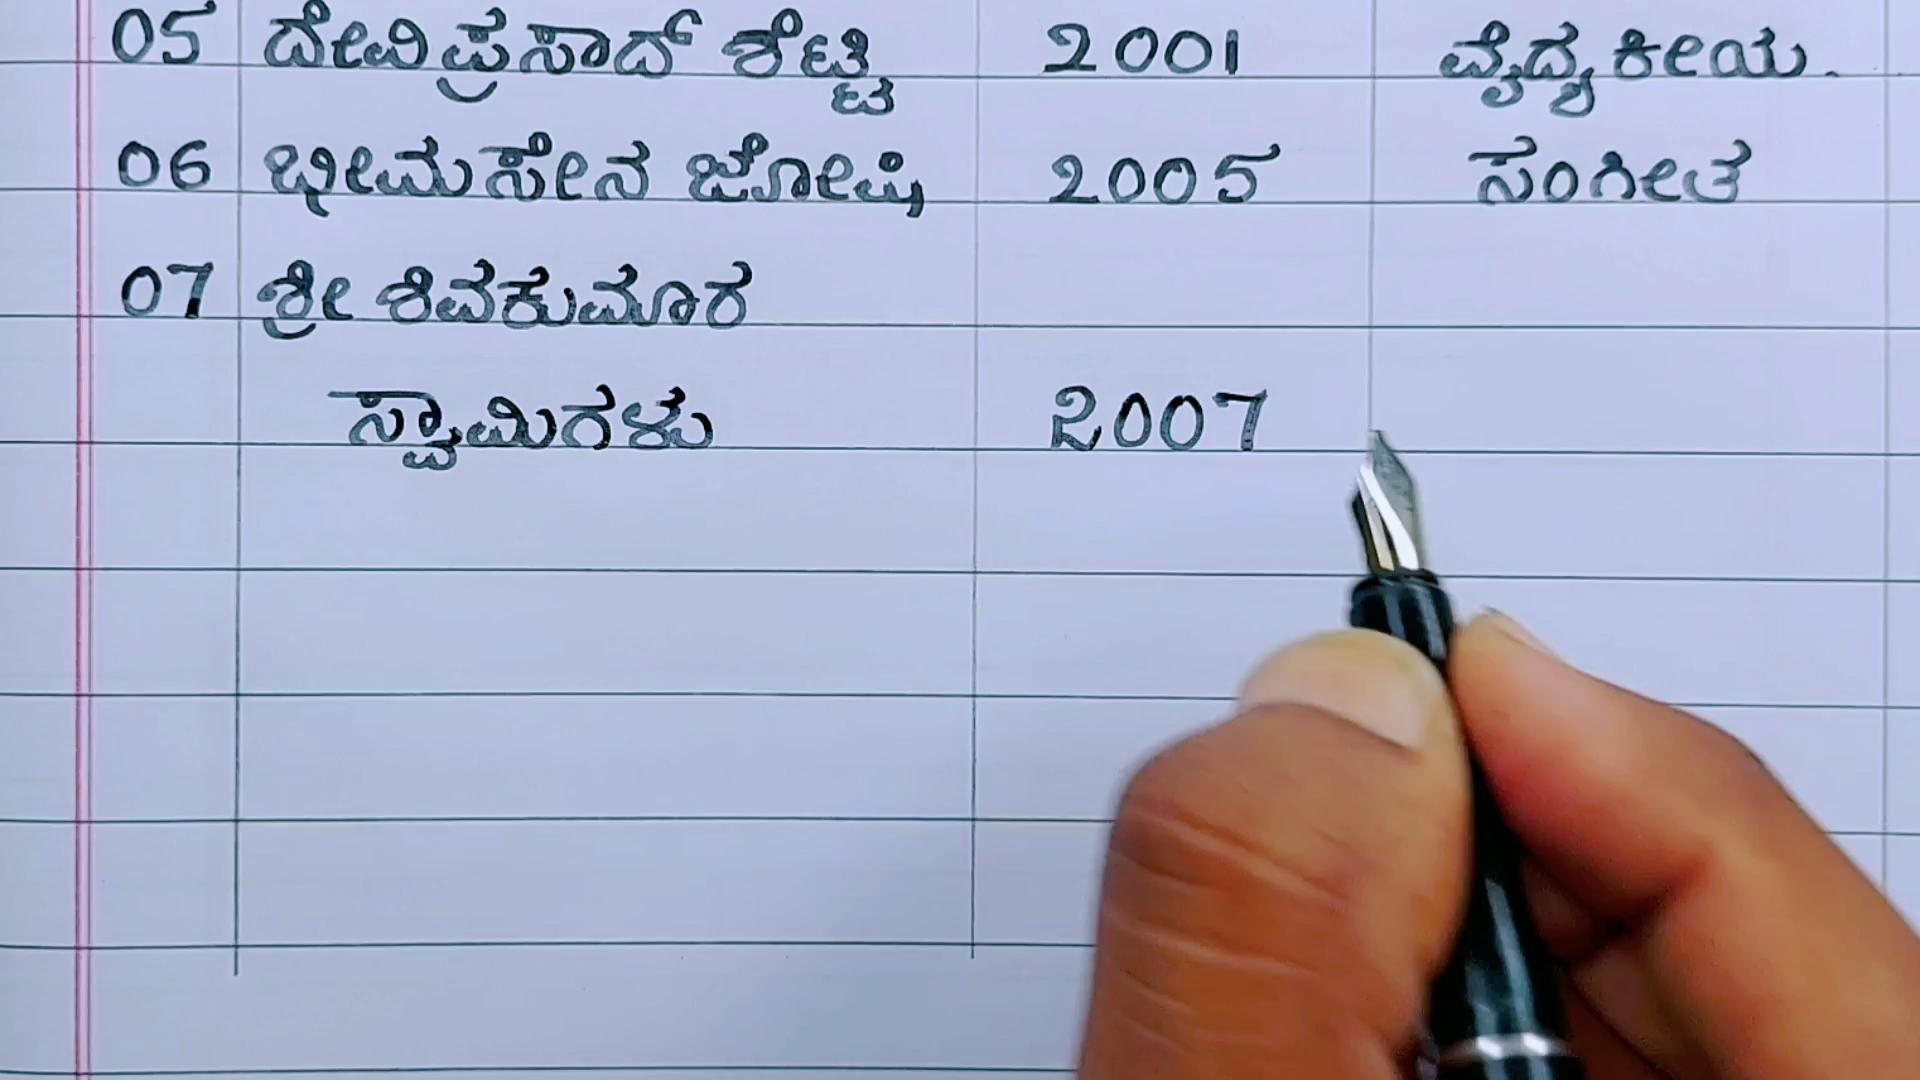 05 ದೇವಿಪ್ರಸಾದ್ ಶೆಟ್ಟಿ 2001 ವೈದ್ಯಕೀಯ.
06 ಭೀಮಸೇನ ಜೋಷಿ 2005 ಸಂಗೀತ
07 ಶ್ರೀ ಶಿವಕುಮಾರ
ಸ್ವಾಮಿಗಳು 2007